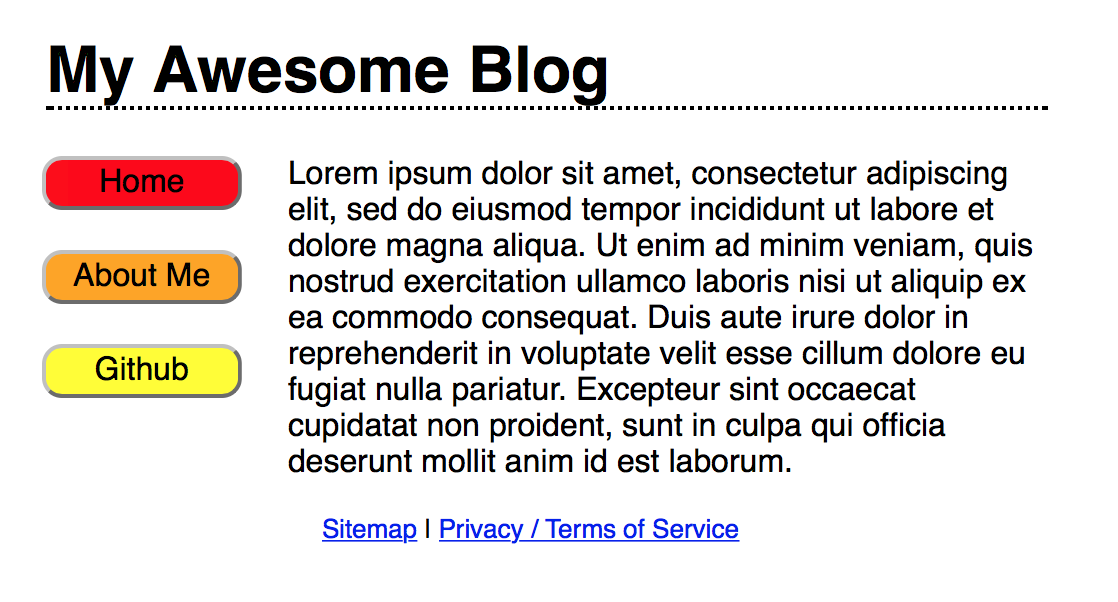 My Awesome Blog
Home
About Me
Github
Lorem ipsum dolor sit amet, consectetur adipiscing
elit, sed do eiusmod tempor incididunt ut labore et
dolore magna aliqua. Ut enim ad minim veniam, quis
nostrud exercitation ullamco laboris nisi ut aliquip ex
ea commodo consequat. Duis aute irure dolor in
reprehenderit in voluptate velit esse cillum dolore eu
fugiat nulla pariatur. Excepteur sint occaecat
cupidatat non proident, sunt in culpa qui officia
deserunt mollit anim id est laborum.
Sitemap | Privacy / Terms of Service